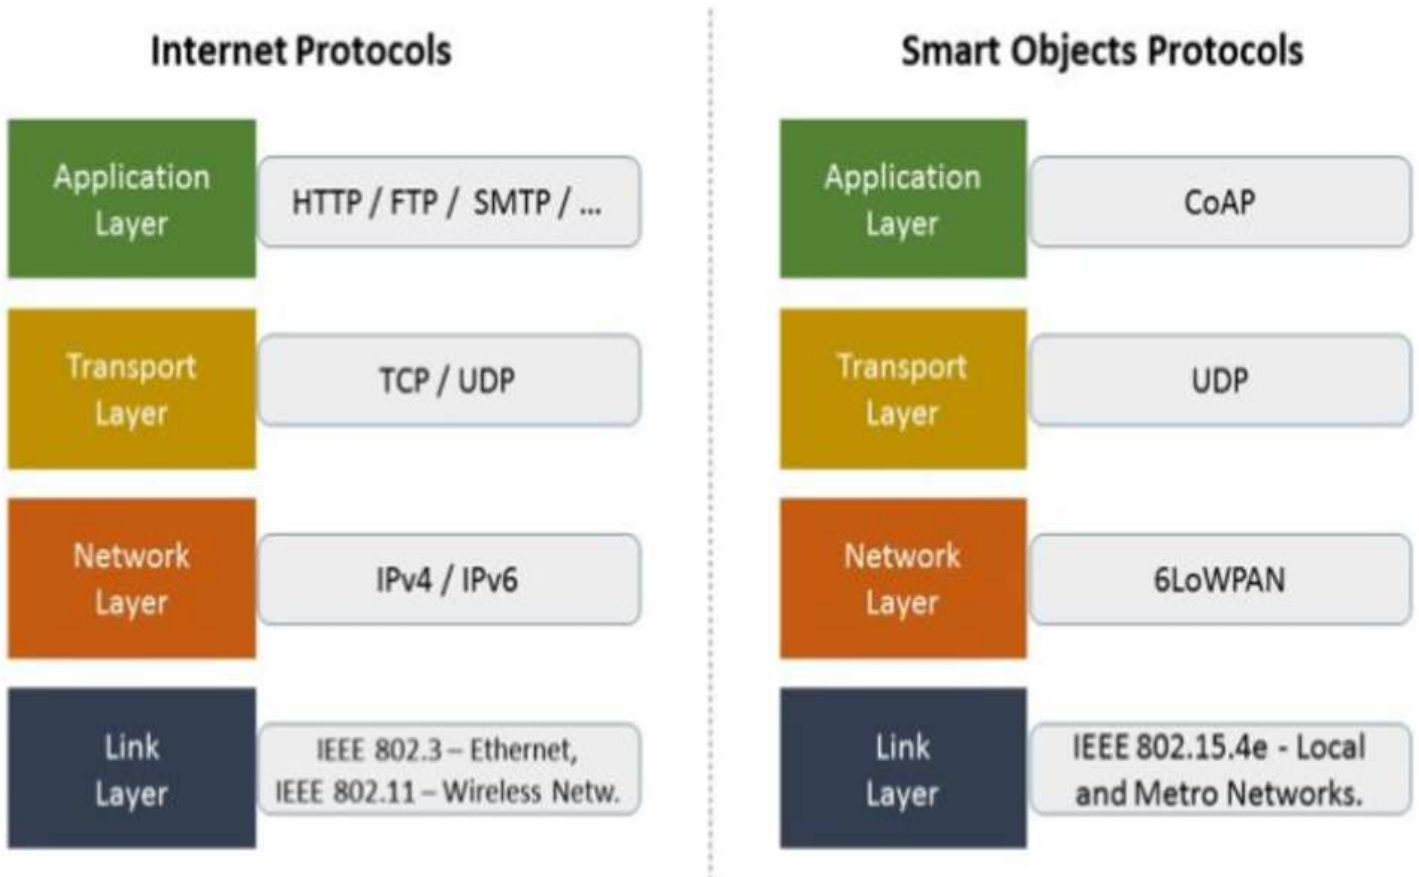 Internet Protocols
Application
Layer
HTTP / FTP / SMTP / ...
Transport
Layer
TCP / UDP
Network
Layer
IPv4 / IPv6
Link
Layer
IEEE 802.3 – Ethernet,
IEEE 802.11 – Wireless Netw.
Smart Objects Protocols
Application
Layer
CoAP
Transport
Layer
UDP
Network
Layer
6LoWPAN
Link
Layer
IEEE 802.15.4e - Local
and Metro Networks.